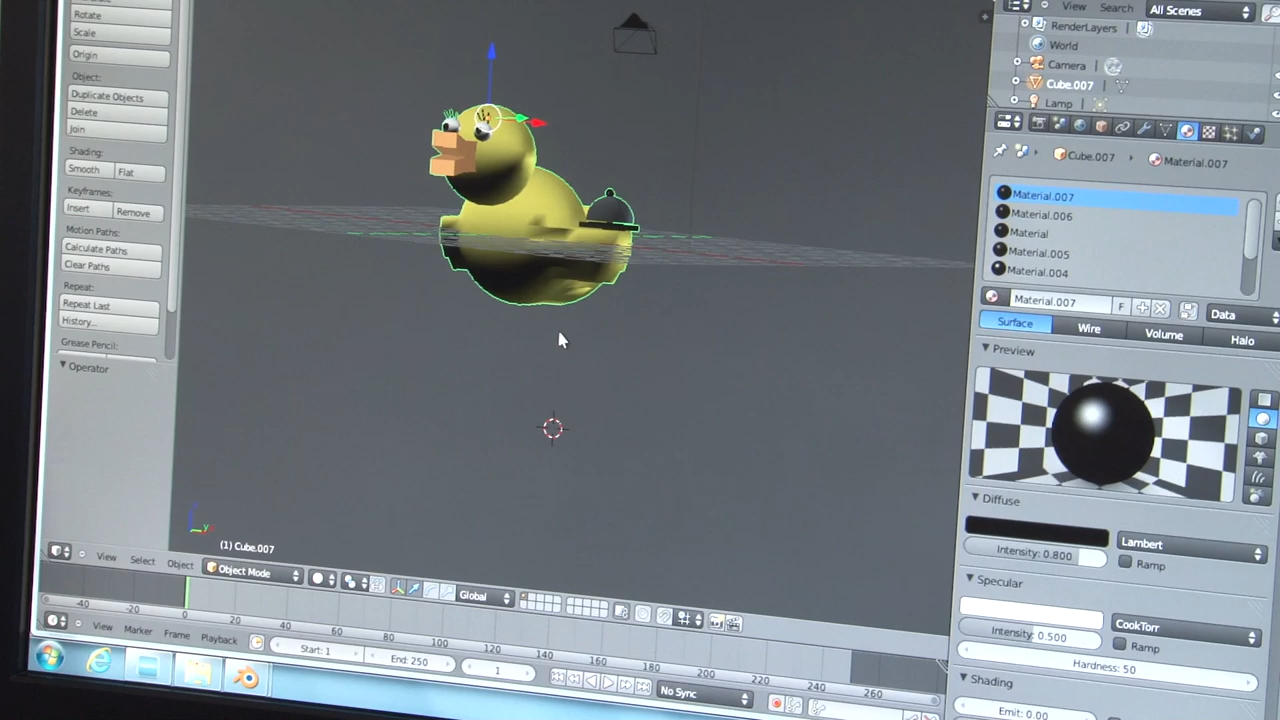 Rotate
Scale
Origin
Object:
Duplicate Objects
Delete
Join
Shading:
Smooth Flat
Keyframes:
Insert Remove
Motion Paths:
Calculate Paths
Clear Paths
Repeat:
Repeat Last
History...
Grease Pencil:
Operator
y
(1) Cube.007
View Select Object Object Mode Global
-40 -20 0 20 40 60 80 100 120 140 160 180 200 220 240 260
View Marker Frame Playback Start: 1 End: 250 1 No Sync
View Search All Scenes
RenderLayers
World
Camera
Cube.007
Lamp
Cube.007 Material.007
Material.007
Material.006
Material
Material.005
Material.004
Material.007 F Data
Surface Wire Volume Halo
Preview
Diffuse
Lambert
Intensity: 0.800 Ramp
Specular
CookTorr
Intensity: 0.500 Ramp
Hardness: 50
Shading
Emit: 0.00